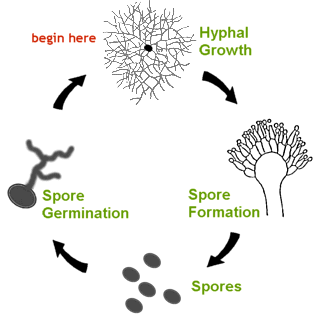 begin here
Hyphal
Growth
Spore
Formation
Spores
Spore
Germination